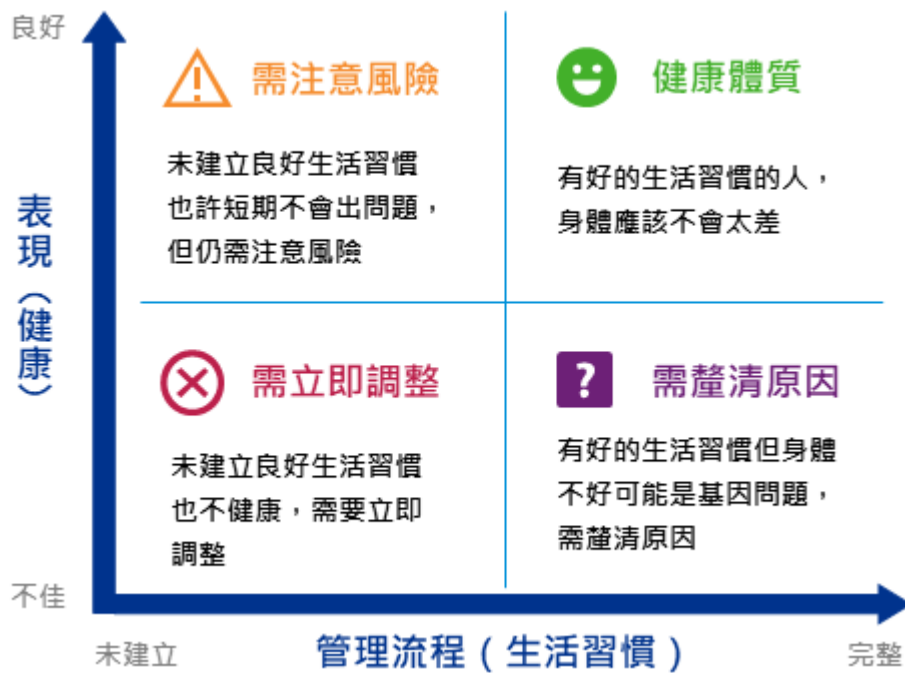 良好
需注意風險
未建立良好生活習慣
也許短期不會出問題，
但仍需注意風險
健康體質
有好的生活習慣的人，
身體應該不會太差
表現（健康）
需立即調整
未建立良好生活習慣
也不健康，需要立即
調整
?
需釐清原因
有好的生活習慣但身體
不好可能是基因問題，
需釐清原因
不佳
未建立
管理流程（生活習慣）
完整